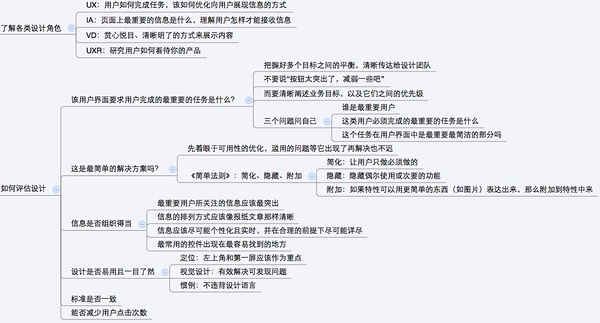 UX：用户如何完成任务，该如何优化向用户展现信息的方式
IA：页面上最重要的信息是什么，理解用户怎样才能接收信息
了解各类设计角色
VD：赏心悦目、清晰明了的方式来展示内容
UXR：研究用户如何看待你的产品
把握好多个目标之间的平衡，清晰传达给设计团队
不要说“按钮太突出了，减弱一些吧”
该用户界面要求用户完成的最重要的任务是什么？
而要清晰阐述业务目标，以及它们之间的优先级
谁是最重要用户
三个问题问自己
这类用户必须完成的最重要的任务是什么
这个任务在用户界面中是最重要最简洁的部分吗
先着眼于可用性的优化，滥用的问题等它出现了再解决也不迟
这是最简单的解决方案吗？
简化：让用户只做必须做的
《简单法则》：简化、隐藏、附加
隐藏：隐藏偶尔使用或次要的功能
如何评估设计
附加：如果特性可以用更简单的东西（如图片）表达出来，那么附加到特性中来
最重要用户所关注的信息应该最突出
信息的排列方式应该像报纸文章那样清晰
信息是否组织得当
信息应该尽可能个性化且实时，并在合理的前提下尽可能详尽
最常用的控件出现在最容易找到的地方
定位：左上角和第一屏应该作为重点
设计是否易用且一目了然
视觉设计：有效解决可发现问题
惯例：不违背设计语言
标准是否一致
能否减少用户点击次数